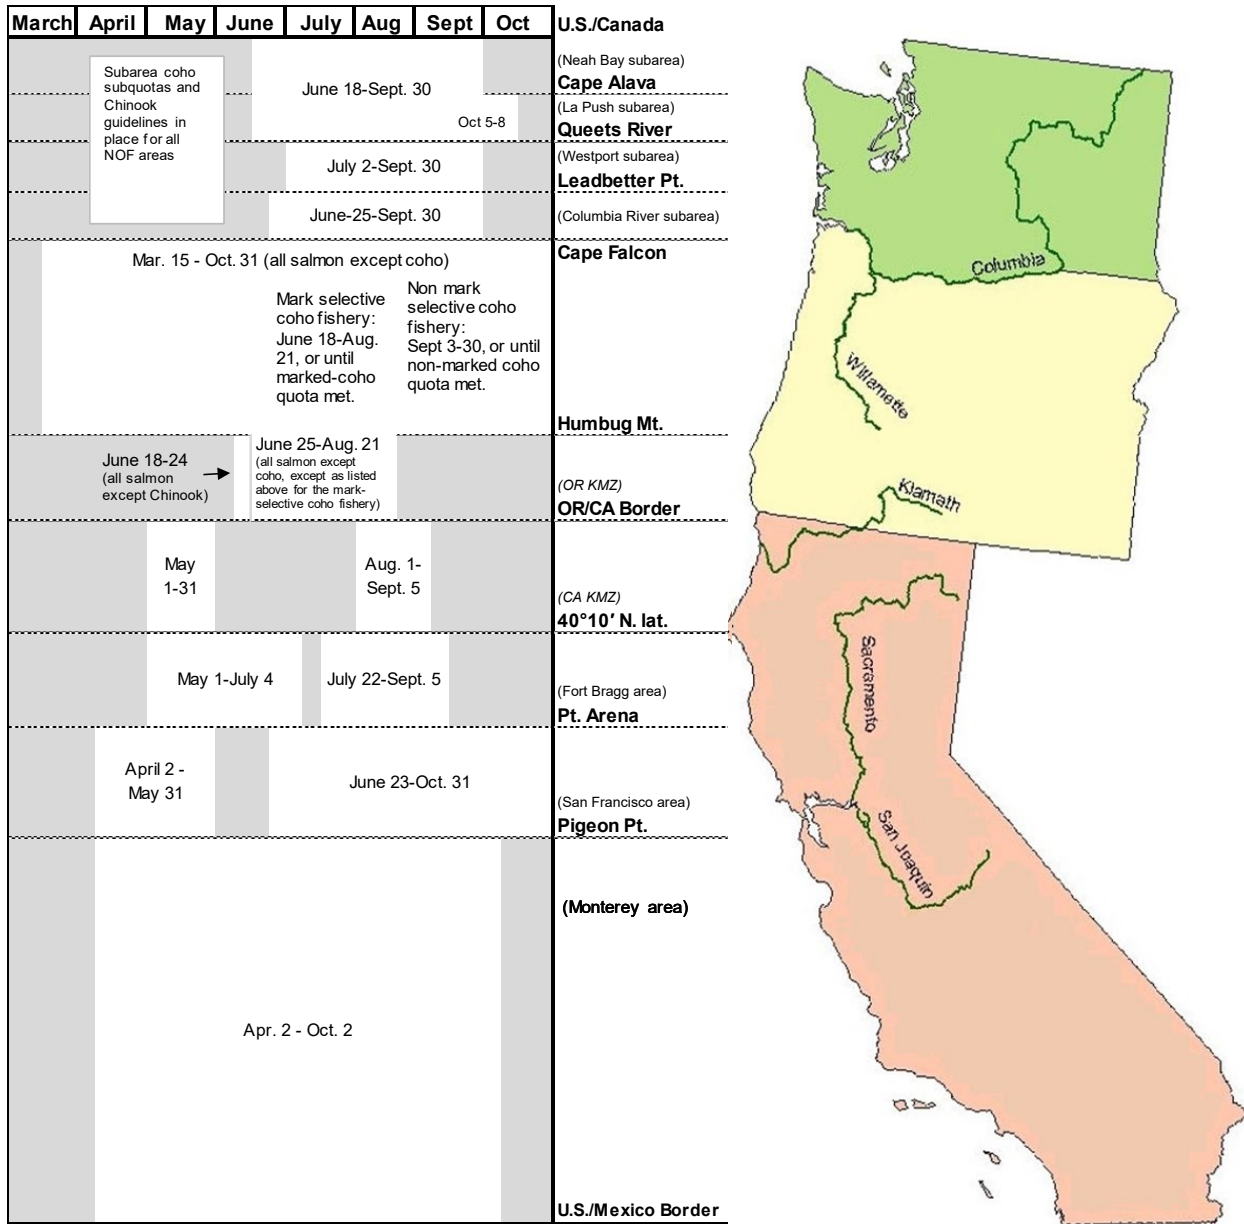 March April May June July Aug Sept Oct
U.S./Canada
Subarea coho
subquotas and
Chinook
guidelines in
place for all
NOF areas
June 18-Sept. 30
(Neah Bay subarea)
Cape Alava
Oct 5-8
(La Push subarea)
Queets River
July 2-Sept. 30
(Westport subarea)
Leadbetter Pt.
June-25-Sept. 30
(Columbia River subarea)
Cape Falcon
Mar. 15 - Oct. 31 (all salmon except coho)
Mark selective
coho fishery:
June 18-Aug.
21, or until
marked-coho
quota met.
Non mark
selective coho
fishery:
Sept 3-30, or until
non-marked coho
quota met.
Humbug Mt.
June 18-24
(all salmon
except Chinook)
June 25-Aug. 21
(all salmon except
coho, except as listed
above for the mark-
selective coho fishery)
(OR KMZ)
OR/CA Border
May
1-31
Aug. 1-
Sept. 5
(CA KMZ)
40°10′ N. lat.
May 1-July 4
July 22-Sept. 5
(Fort Bragg area)
Pt. Arena
April 2 -
May 31
June 23-Oct. 31
(San Francisco area)
Pigeon Pt.
(Monterey area)
Apr. 2 - Oct. 2
U.S./Mexico Border
Columbia
Willamette
Klamath
Sacramento
San Joaquin